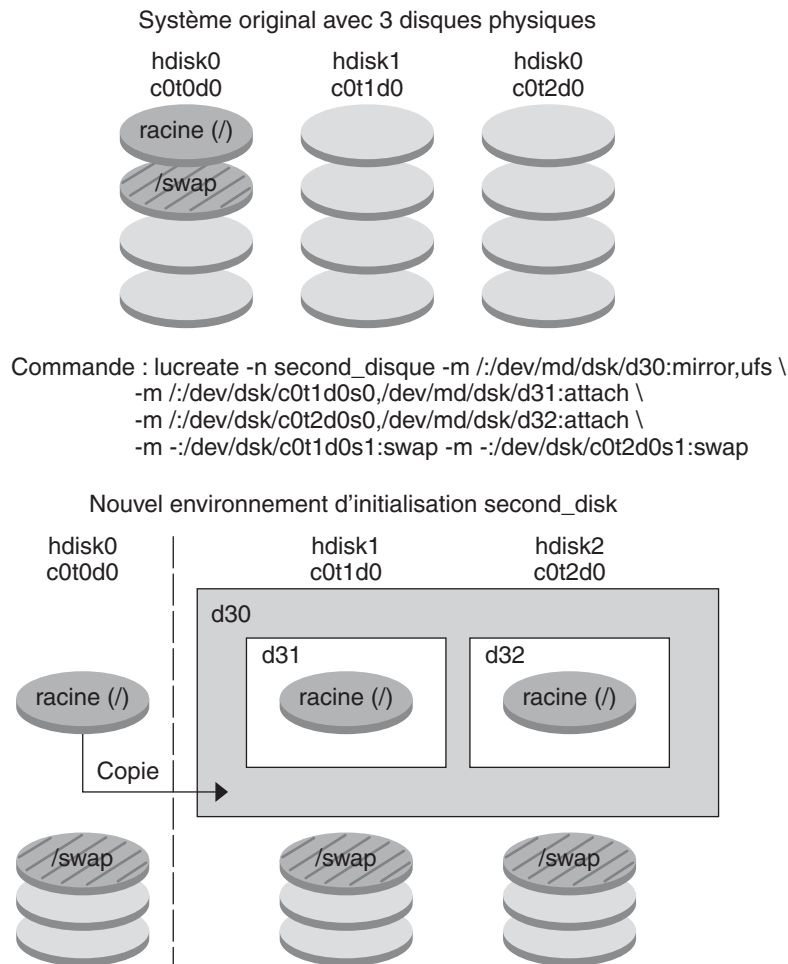 Système original avec 3 disques physiques
hdisk0 hdisk1 hdisk0
c0t0d0 c0t1d0 c0t2d0
racine (/)
/swap
Commande : lucreate -n second_disque -m /:/dev/md/dsk/d30:mirror,ufs \
-m /:/dev/dsk/c0t1d0s0,/dev/md/dsk/d31:attach \
-m /:/dev/dsk/c0t2d0s0,/dev/md/dsk/d32:attach \
-m -:/dev/dsk/c0t1d0s1:swap -m -:/dev/dsk/c0t2d0s1:swap
Nouvel environnement d’initialisation second_disk
hdisk0 hdisk1 hdisk2
c0t0d0 c0t1d0 c0t2d0
d30
d31 d32
racine (/) racine (/) racine (/)
Copie
/swap /swap /swap